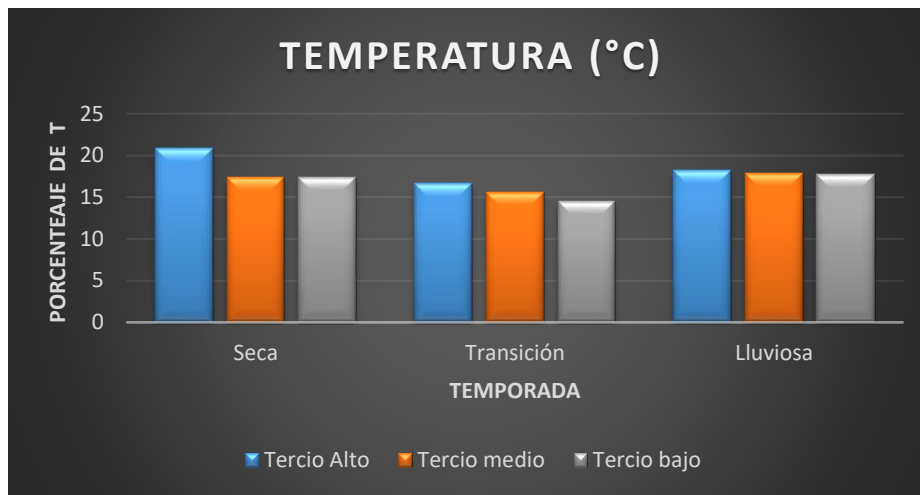 TEMPERATURA (°C)
PORCENTEAJE DE T
25
20
15
10
5
0
Seca
Transición
Lluviosa
TEMPORADA
Tercio Alto
Tercio medio
Tercio bajo